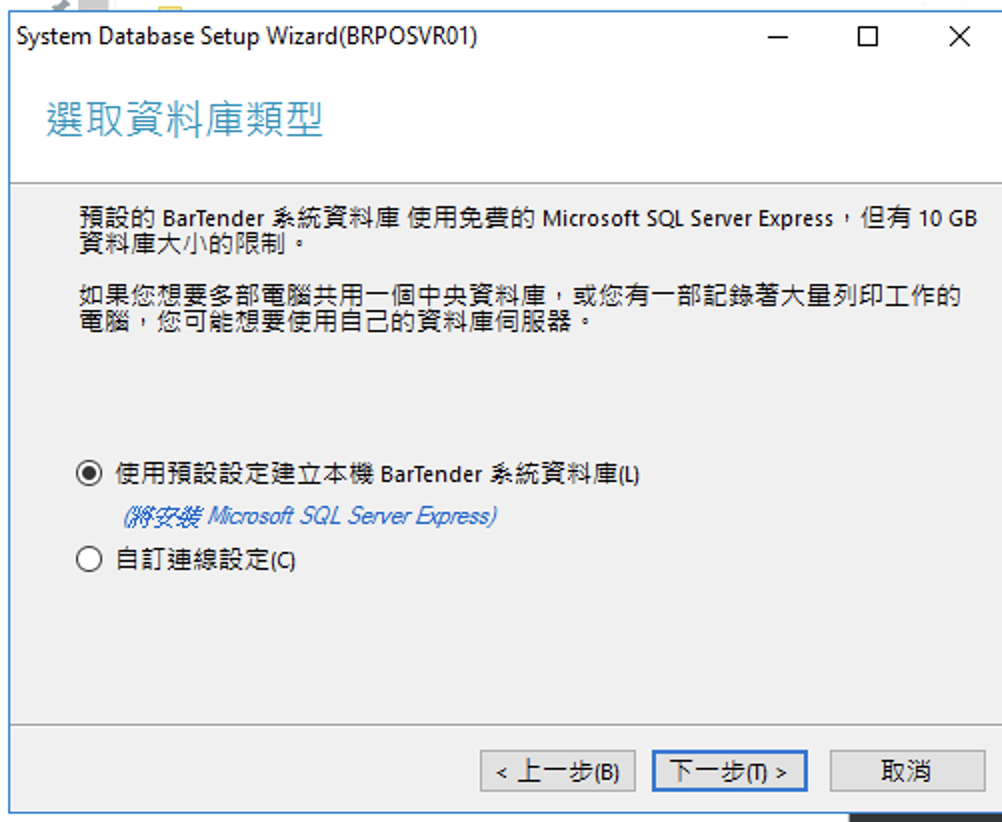 System Database Setup Wizard(BRPOSVR01)
選取資料庫類型
預設的 BarTender 系統資料庫 使用免費的 Microsoft SQL Server Express，但有 10 GB
資料庫大小的限制。
如果您想要多部電腦共用一個中央資料庫，或您有一部記錄著大量列印工作的
電腦，您可能想要使用自己的資料庫伺服器。
使用預設設定建立本機 BarTender 系統資料庫(L)
(將安裝 Microsoft SQL Server Express)
自訂連線設定(C)
< 上一步(B)
下一步(T) >
取消